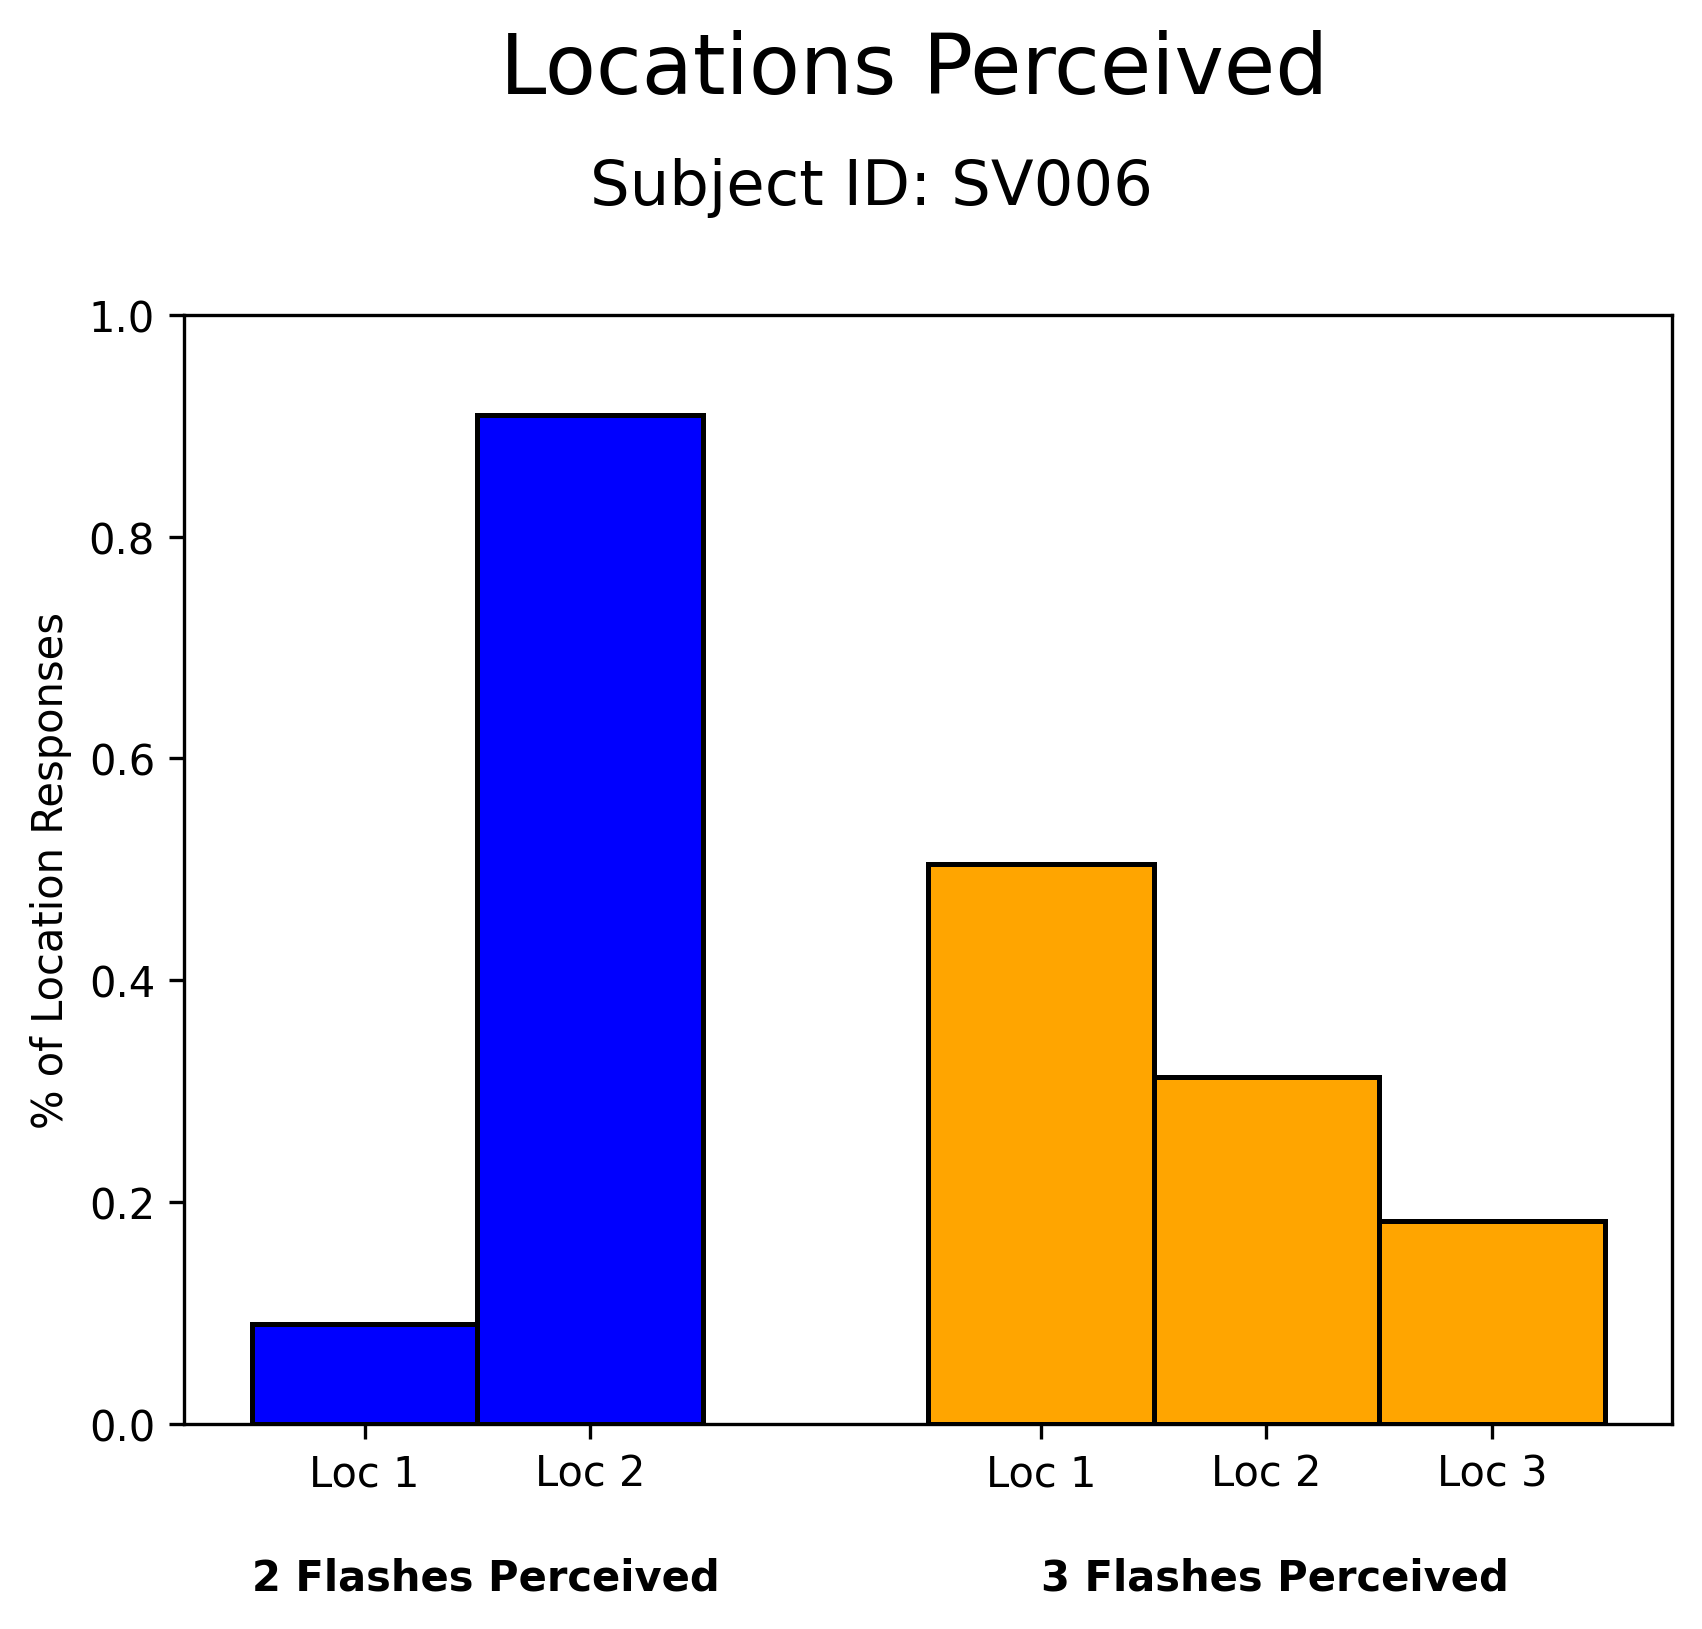 Locations Perceived
Subject ID: SV006
% of Location Responses
1.0
0.8
0.6
0.4
0.2
0.0
Loc 1 Loc 2 Loc 1 Loc 2 Loc 3
2 Flashes Perceived 3 Flashes Perceived